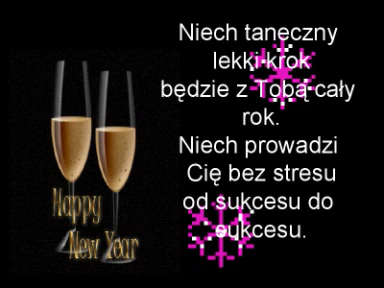 Niech taneczny
lekki krok
będzie z Tobą cały
rok.
Niech prowadzi
Cię bez stresu
od sukcesu do
sukcesu.
Happy
New Year